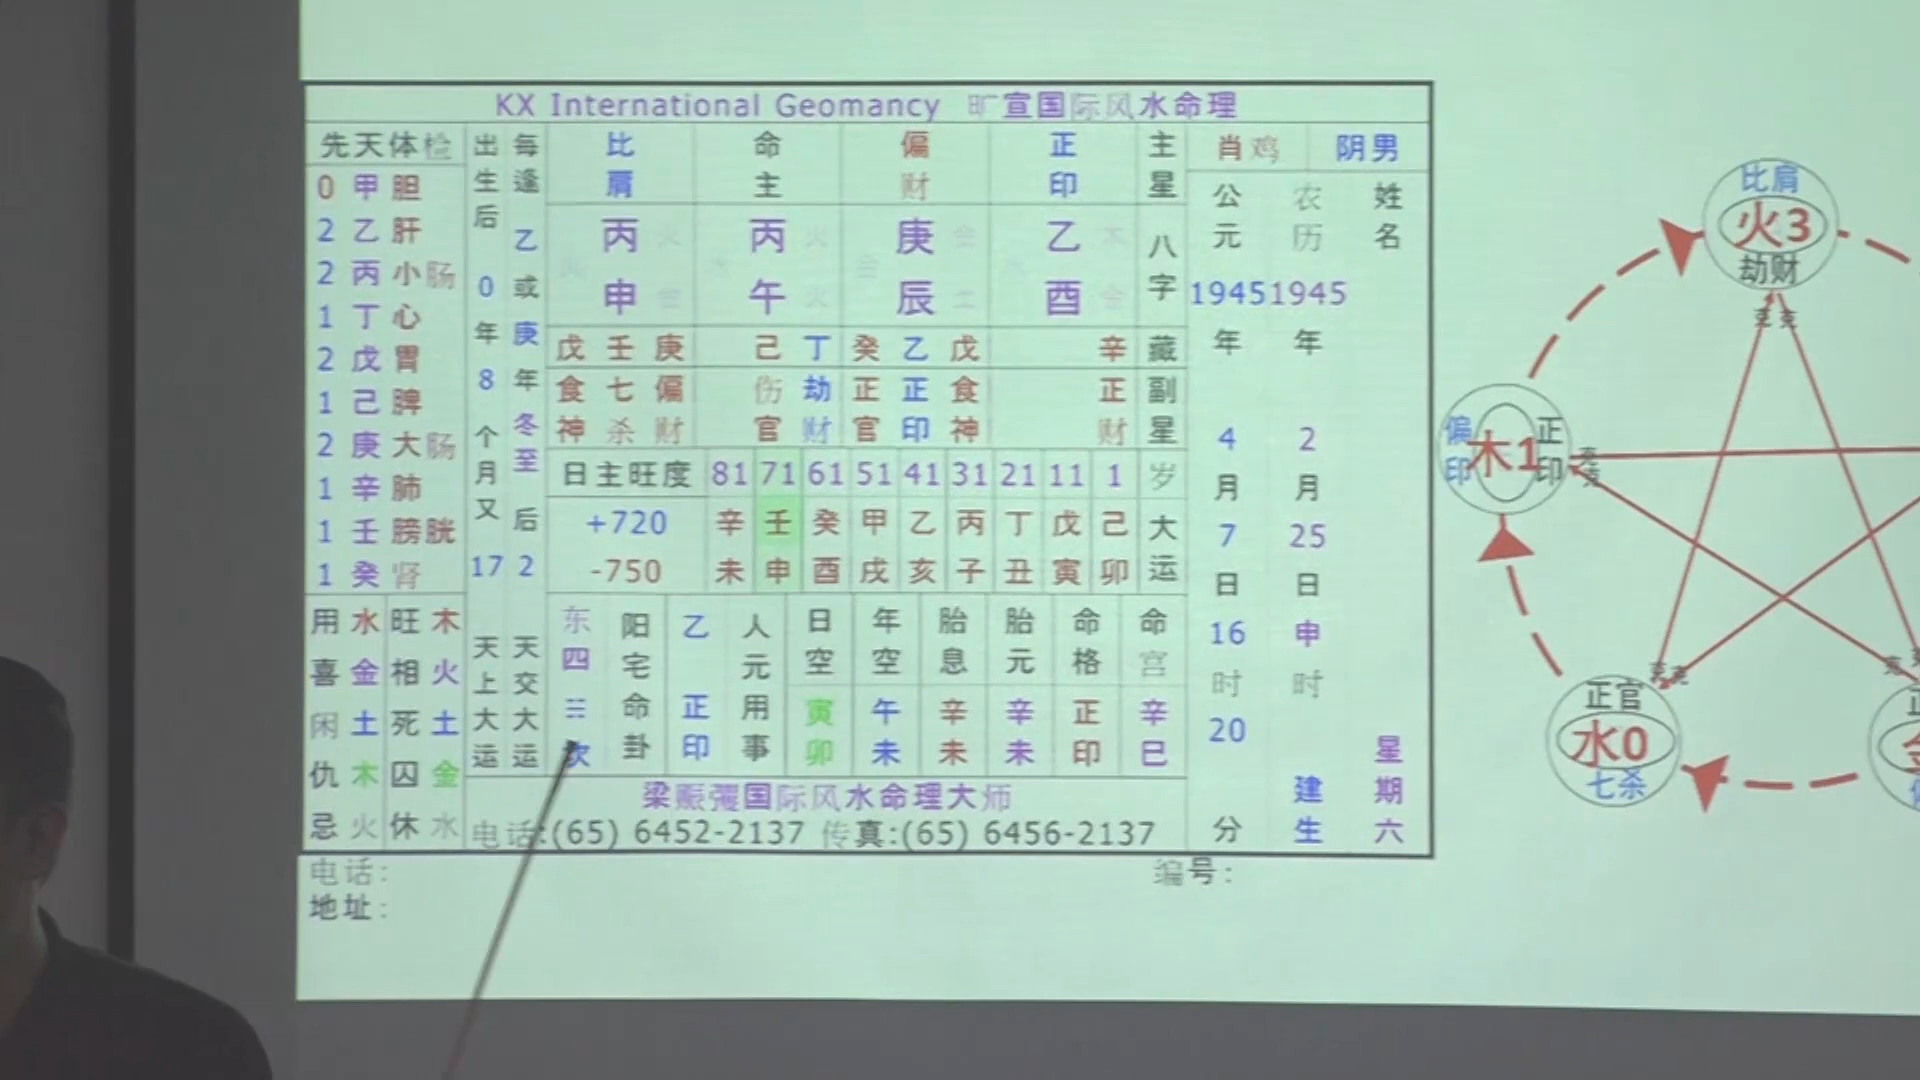 KX International Geomancy 旷宣国际风水命理
先天体检
0 甲 胆
2 乙 肝
2 丙 小肠
1 丁 心
2 戊 胃
1 己 脾
2 庚 大肠
1 辛 肺
1 壬 膀胱
1 癸 肾
用 水 旺 木
喜 金 相 火
闲 土 死 土
仇 木 囚 金
忌 火 休 水
出生后 0 年 8 个月又 17 天上大运
每逢 乙或庚年冬至后 2 天交大运
比肩 命主 偏财 正印 主星
丙 丙 庚 乙 八字
申 午 辰 酉
戊 壬 庚 己 丁 癸 乙 戊 辛 藏
食神 七杀 偏财 伤官 劫财 正官 正印 食神 正财 副星
日主旺度 81 71 61 51 41 31 21 11 1 岁
+720 辛 壬 癸 甲 乙 丙 丁 戊 己 大运
-750 未 申 酉 戌 亥 子 丑 寅 卯
东四 ☵ 坎 阳宅命卦 乙 正印 人元用事 日空 年空 胎息 胎元 命格 命宫
寅卯 午未 辛未 辛未 正印 辛巳
国际风水命理大师
电话:(65) 6452-2137 传真:(65) 6456-2137
肖鸡 阴男
公元 1945 年 4 月 7 日 16 时 20 分
农历 1945 年 2 月 25 日 申 时 建生
姓名
星期六
电话:
编号:
地址:
比肩
火3
劫财
克 克
偏印 木1 正印
正官
水0
七杀
克